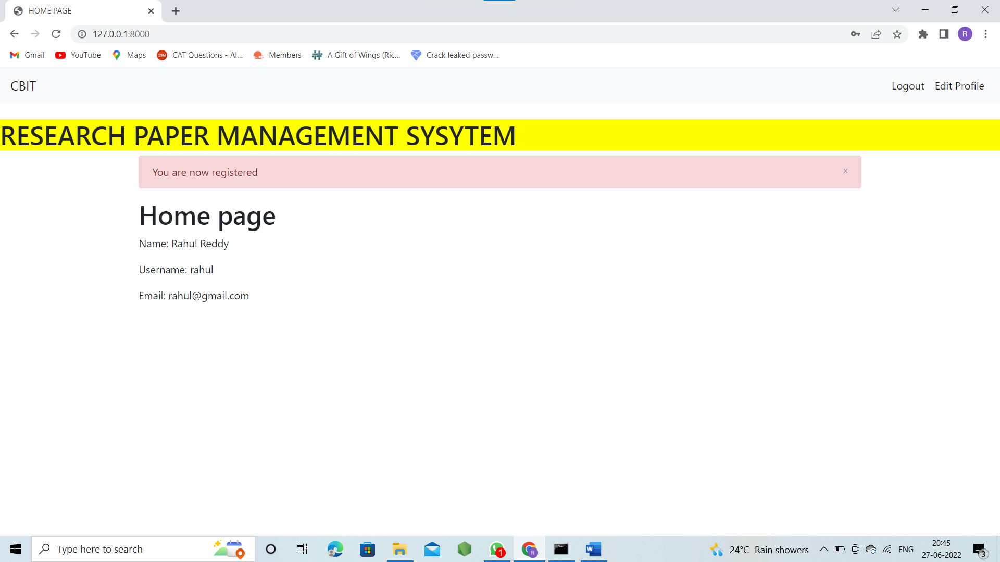 HOME PAGE
127.0.0.1:8000
R
Gmail
YouTube
Maps
CAT Questions - Al...
Members
A Gift of Wings (Ric...
Crack leaked passw...
CBIT
Logout
Edit Profile
RESEARCH PAPER MANAGEMENT SYSYTEM
You are now registered
x
Home page
Name: Rahul Reddy
Username: rahul
Email: rahul@gmail.com
Type here to search
1
R
W
24°C Rain showers
ENG
20:45
27-06-2022
3